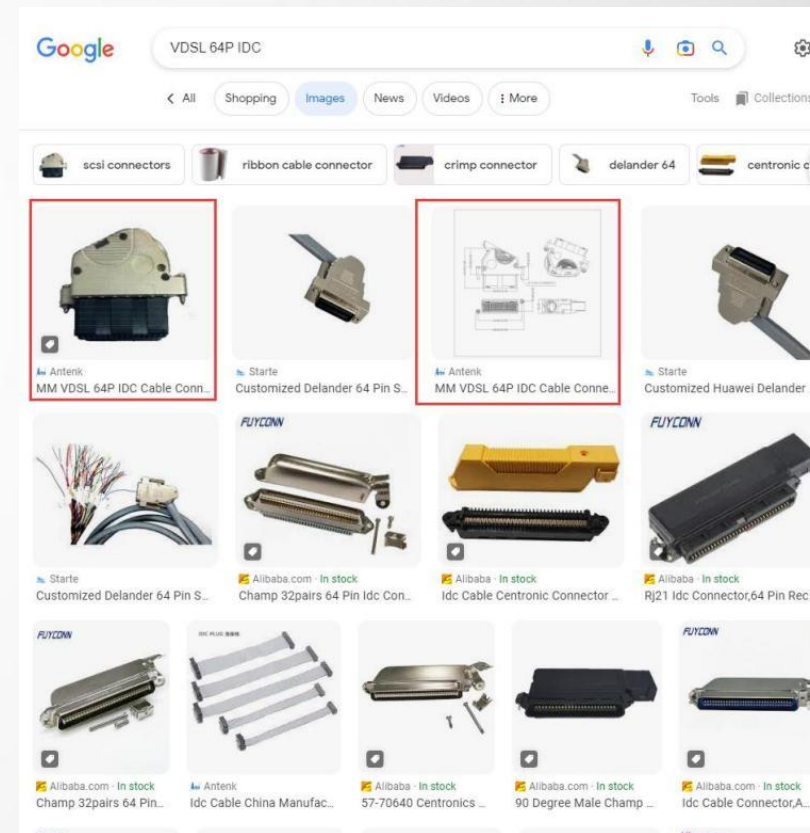 Google
VDSL 64P IDC
All Shopping Images News Videos More
Tools Collections
scsi connectors ribbon cable connector crimp connector delander 64 centronic c
Antenk Starte Antenk Starte
MM VDSL 64P IDC Cable Conn... Customized Delander 64 Pin S... MM VDSL 64P IDC Cable Conne... Customized Huawei Delander
FUYCONN FUYCONN
Starte Alibaba.com · In stock Alibaba · In stock Alibaba · In stock
Customized Delander 64 Pin S... Champ 32pairs 64 Pin Idc Con... Idc Cable Centronic Connector ... Rj21 Idc Connector,64 Pin Rec
FUYCONN FUYCONN
Alibaba.com · In stock Antenk Alibaba · In stock Alibaba.com · In stock Alibaba.com · In stock
Champ 32pairs 64 Pin... Idc Cable China Manufac... 57-70640 Centronics ... 90 Degree Male Champ ... Idc Cable Connector,A...